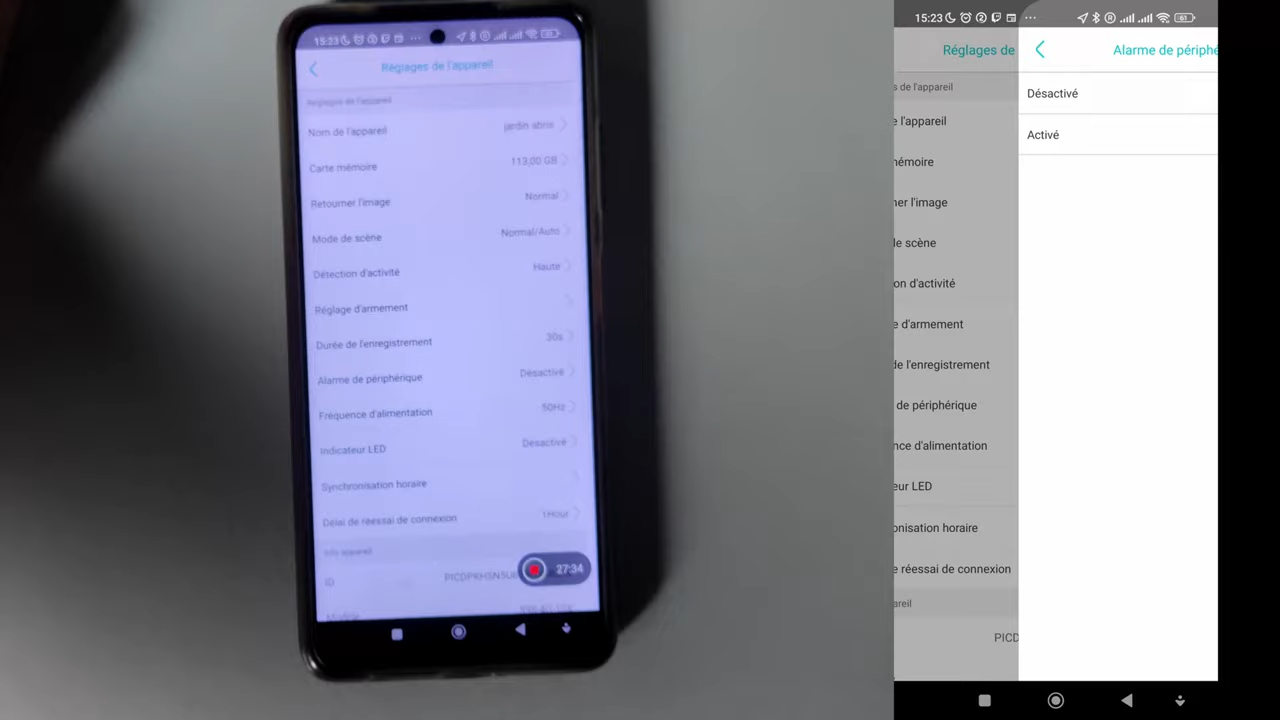 15:23
Réglages de l'appareil
Réglages de l'appareil
Nom de l'appareil jardin abris
Carte mémoire 113,00 GB
Retourner l'image Normal
Mode de scène Normal/Auto
Détection d'activité Haute
Réglage d'armement
Durée de l'enregistrement 30s
Alarme de périphérique Désactivé
Fréquence d'alimentation 50Hz
Indicateur LED Désactivé
Synchronisation horaire
Délai de réessai de connexion 1Hour
Info appareil
ID
27:34
15:23 61
Réglages de
Alarme de périphé
s de l'appareil
Désactivé
e l'appareil
Activé
mémoire
ner l'image
le scène
on d'activité
e d'armement
de l'enregistrement
de périphérique
nce d'alimentation
eur LED
onisation horaire
e réessai de connexion
areil
PICD